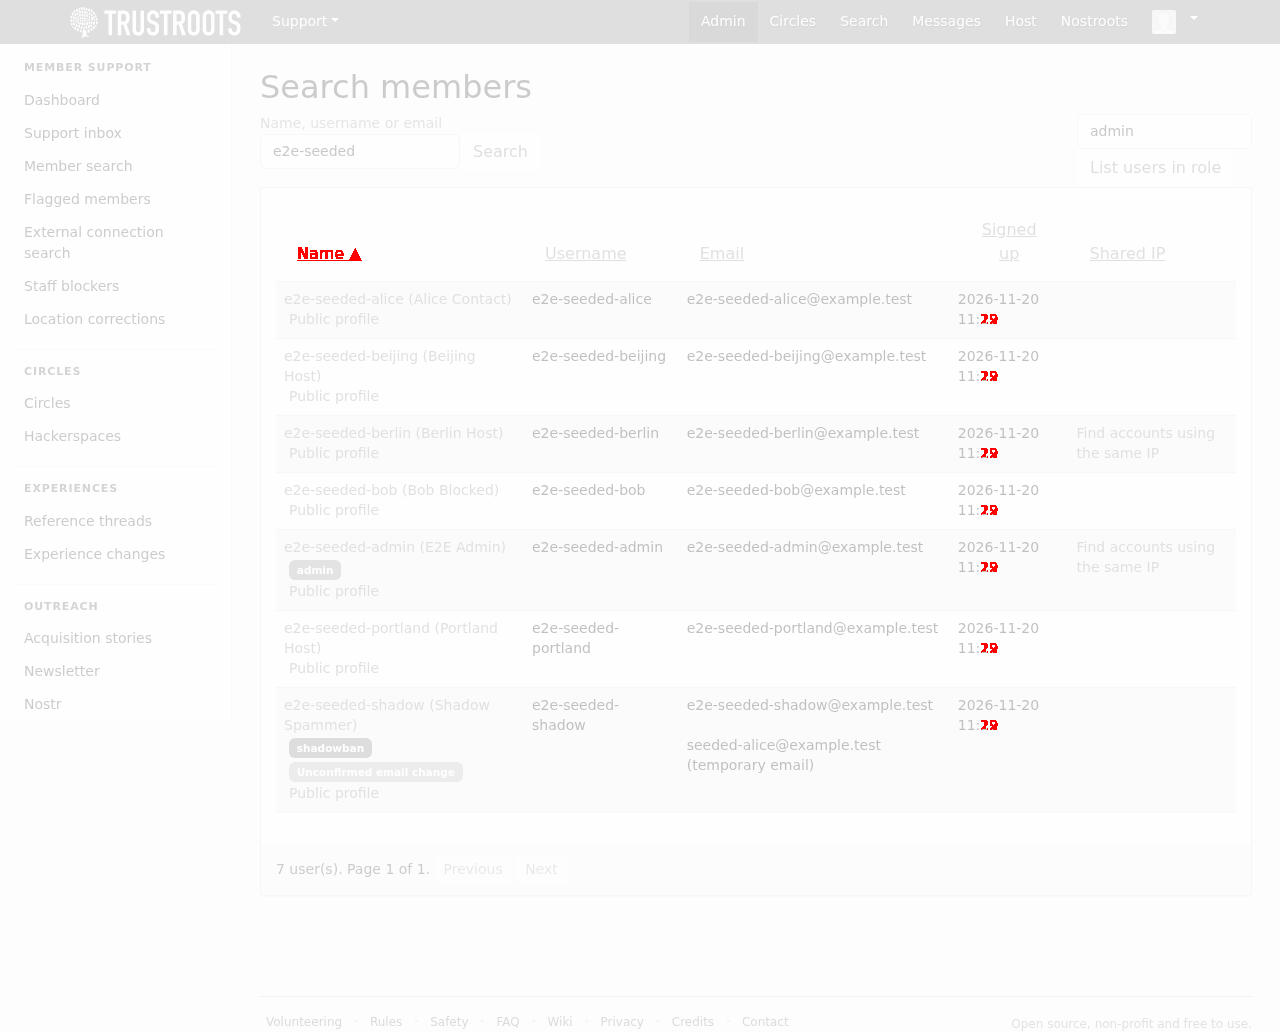 TRUSTROOTS
Support
Admin
Circles
Search
Messages
Host
Nostroots
MEMBER SUPPORT
Dashboard
Support inbox
Member search
Flagged members
External connection
search
Staff blockers
Location corrections
CIRCLES
Circles
Hackerspaces
EXPERIENCES
Reference threads
Experience changes
OUTREACH
Acquisition stories
Newsletter
Nostr
Search members
Name, username or email
e2e-seeded
Search
admin
List users in role
Name ▲
Username
Email
Signed
up
Shared IP
e2e-seeded-alice (Alice Contact)
Public profile
e2e-seeded-alice
e2e-seeded-alice@example.test
2026-11-20
11:
e2e-seeded-beijing (Beijing
Host)
Public profile
e2e-seeded-beijing
e2e-seeded-beijing@example.test
2026-11-20
11:
e2e-seeded-berlin (Berlin Host)
Public profile
e2e-seeded-berlin
e2e-seeded-berlin@example.test
2026-11-20
11:
Find accounts using
the same IP
e2e-seeded-bob (Bob Blocked)
Public profile
e2e-seeded-bob
e2e-seeded-bob@example.test
2026-11-20
11:
e2e-seeded-admin (E2E Admin)
admin
Public profile
e2e-seeded-admin
e2e-seeded-admin@example.test
2026-11-20
11:
Find accounts using
the same IP
e2e-seeded-portland (Portland
Host)
Public profile
e2e-seeded-
portland
e2e-seeded-portland@example.test
2026-11-20
11:
e2e-seeded-shadow (Shadow
Spammer)
shadowban
Unconfirmed email change
Public profile
e2e-seeded-
shadow
e2e-seeded-shadow@example.test
seeded-alice@example.test
(temporary email)
2026-11-20
11:
7 user(s). Page 1 of 1.
Previous
Next
Volunteering · Rules · Safety · FAQ · Wiki · Privacy · Credits · Contact
Open source, non-profit and free to use.